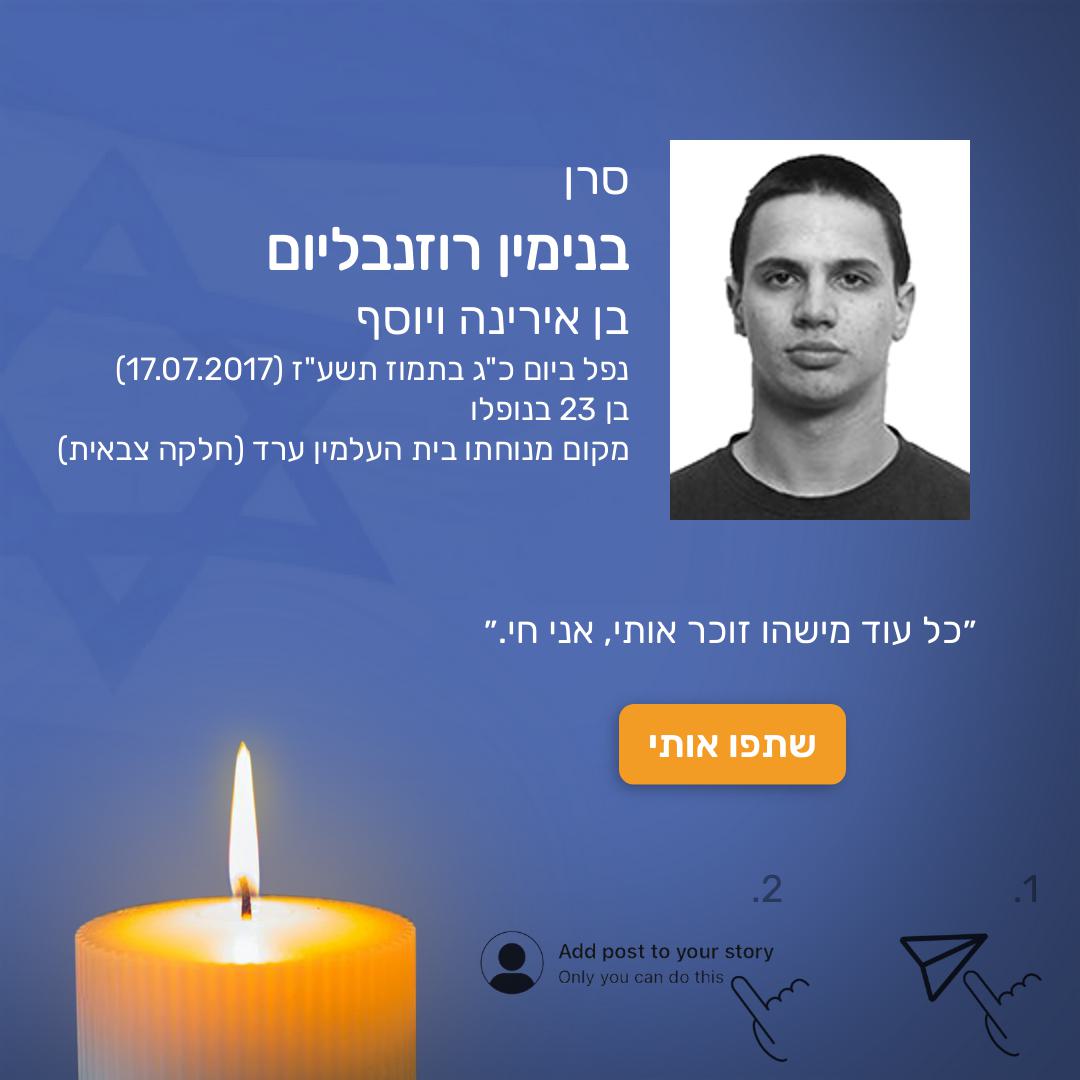 סרן
בנימין רוזנבליום
בן אירינה ויוסף
נפל ביום כ"ג בתמוז תשע"ז (17.07.2017)
בן 23 בנופלו
מקום מנוחתו בית העלמין ערד (חלקה צבאית)
״כל עוד מישהו זוכר אותי, אני חי.״
שתפו אותי
1.
2.
Add post to your story
Only you can do this